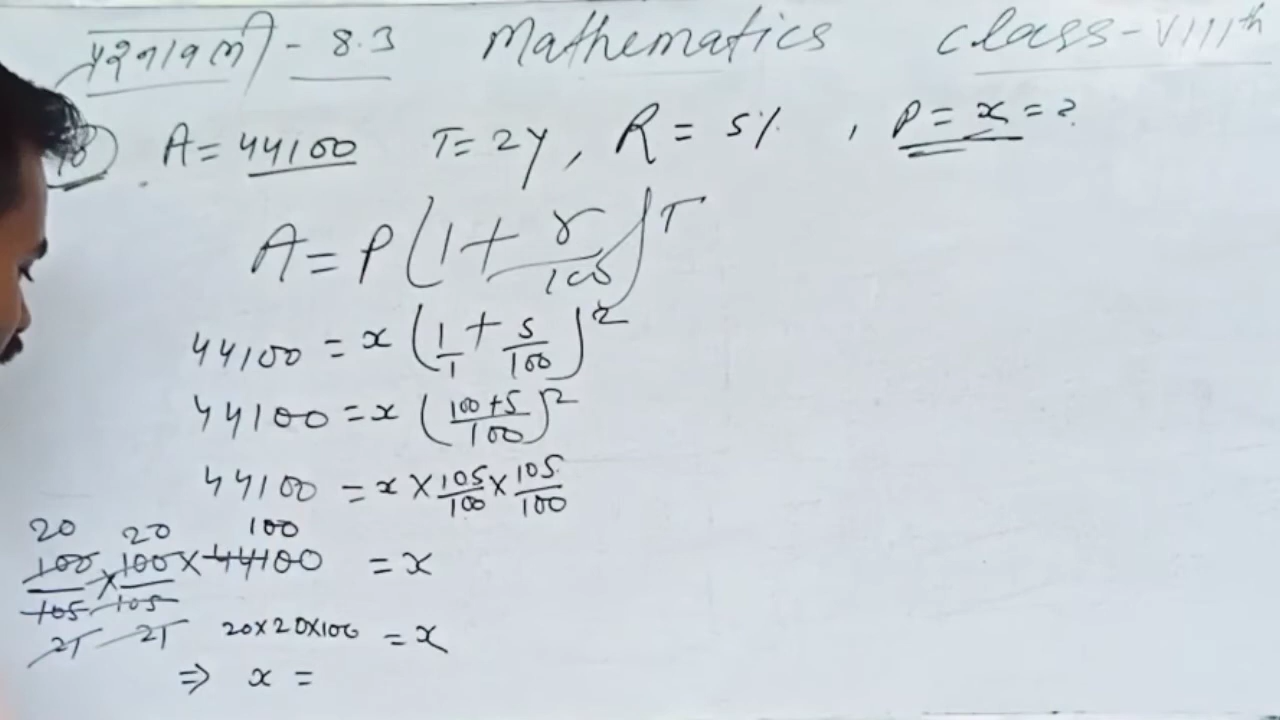 प्रश्नावली - 8.3 Mathematics class-VIIIth
A = 44100 T = 2y, R = 5%, P = x = ?
A = P(1 + r/100)^T
44100 = x (1/1 + 5/100)^2
44100 = x (100+5/100)^2
44100 = x × 105/100 × 105/100
20 20 100
100/105 × 100/105 × 44100 = x
21 21 20×20×100 = x
⇒ x =